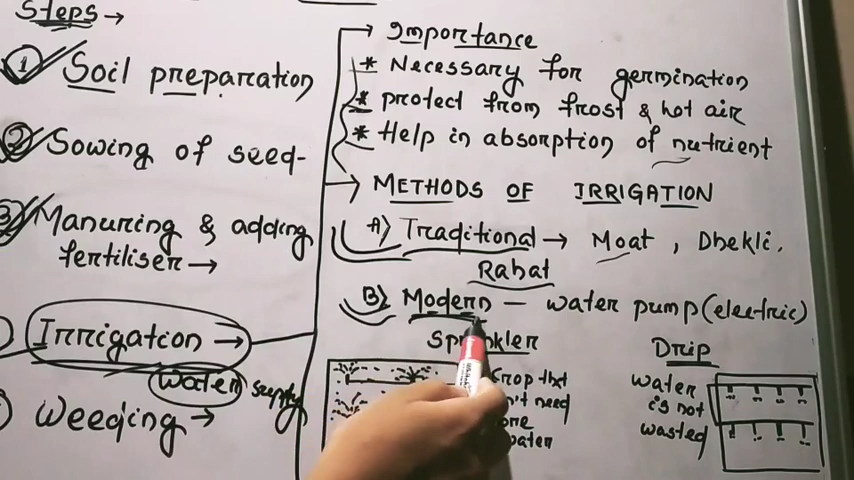 Steps →
1 Soil preparation
2 Sowing of seed-
3 Manuring & adding
fertiliser →
Irrigation →
water supply
Weeding →
→ Importance
* Necessary for germination
* protect from frost & hot air
* Help in absorption of nutrient
→ METHODS OF IRRIGATION
A) Traditional → Moat, Dhekli,
Rahat
B) Modern — water pump (electric)
Sprinkler
crop tht
water
Drip
water
is not
wasted